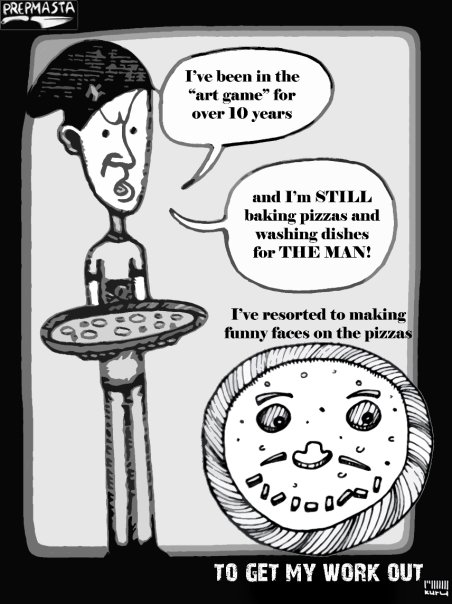 PREPMASTA
I've been in the
"art game" for
over 10 years
and I'm STILL
baking pizzas and
washing dishes
for THE MAN!
I've resorted to making
funny faces on the pizzas
TO GET MY WORK OUT